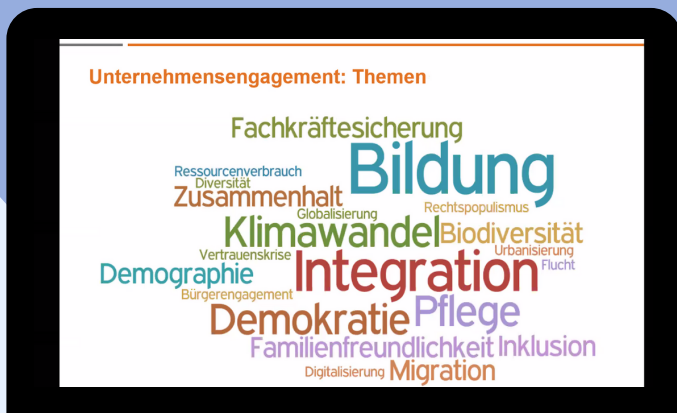 Unternehmensengagement: Themen
Fachkräftesicherung
Bildung
Ressourcenverbrauch
Diversität
Zusammenhalt
Rechtspopulismus
Globalisierung
Klimawandel
Biodiversität
Vertrauenskrise
Urbanisierung
Demographie
Integration
Flucht
Bürgerengagement
Demokratie
Pflege
Familienfreundlichkeit
Inklusion
Digitalisierung
Migration